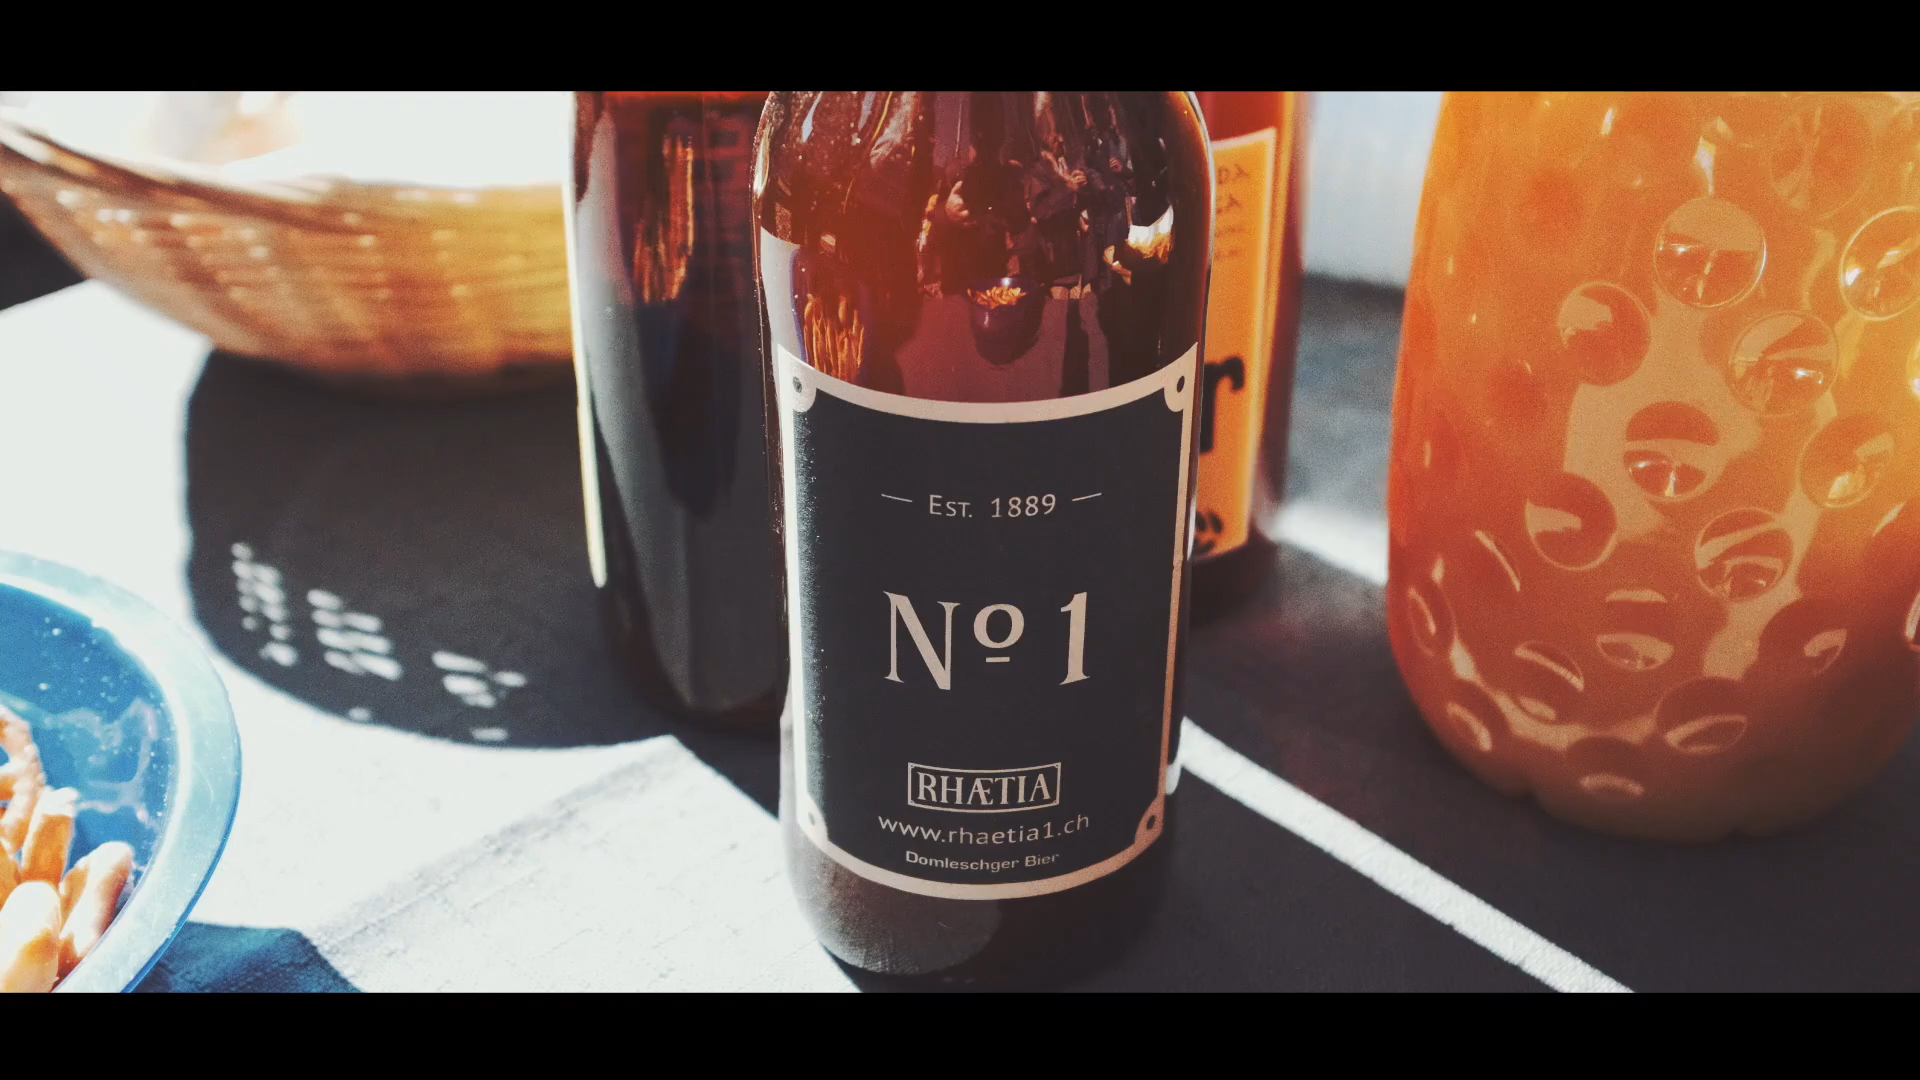 — Est. 1889 —
Nº 1
RHÆTIA
www.rhaetia1.ch
Domleschger Bier